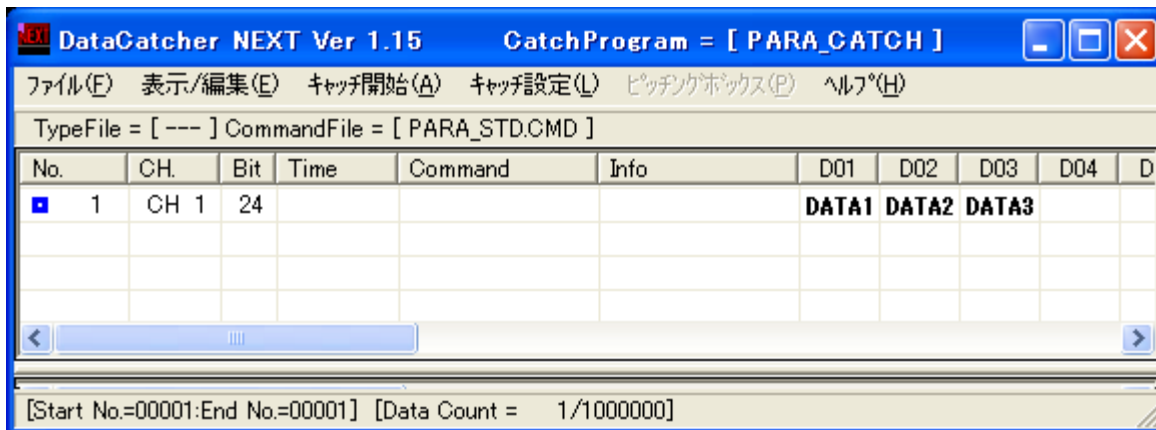 NEXT DataCatcher NEXT Ver 1.15 CatchProgram = [ PARA_CATCH ]
ファイル(F) 表示/編集(E) ｷｬｯﾁ開始(A) ｷｬｯﾁ設定(L) ﾋﾟｯﾁﾝｸﾞﾎﾞｯｸｽ(P) ﾍﾙﾌﾟ(H)
TypeFile = [ --- ] CommandFile = [ PARA_STD.CMD ]
No. CH. Bit Time Command Info D01 D02 D03 D04 D
1 CH 1 24 DATA1 DATA2 DATA3
[Start No.=00001:End No.=00001] [Data Count = 1/1000000]